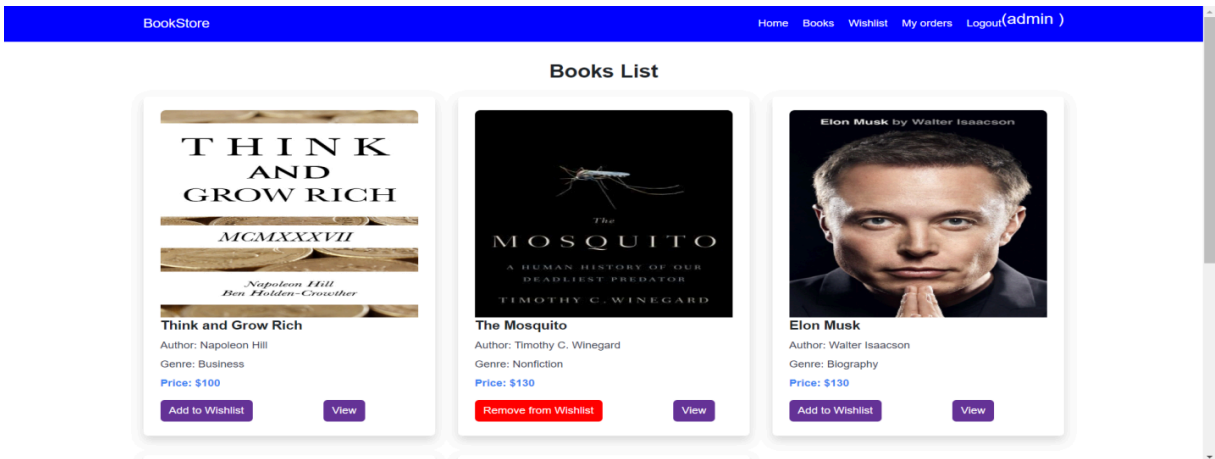 BookStore
Home Books Wishlist My orders Logout(admin )
Books List
THINK
AND
GROW RICH
MCMXXXVII
Napoleon Hill
Ben Holden-Crowther
Think and Grow Rich
Author: Napoleon Hill
Genre: Business
Price: $100
Add to Wishlist View
The
MOSQUITO
A HUMAN HISTORY OF OUR
DEADLIEST PREDATOR
TIMOTHY C. WINEGARD
The Mosquito
Author: Timothy C. Winegard
Genre: Nonfiction
Price: $130
Remove from Wishlist View
Elon Musk by Walter Isaacson
Elon Musk
Author: Walter Isaacson
Genre: Biography
Price: $130
Add to Wishlist View